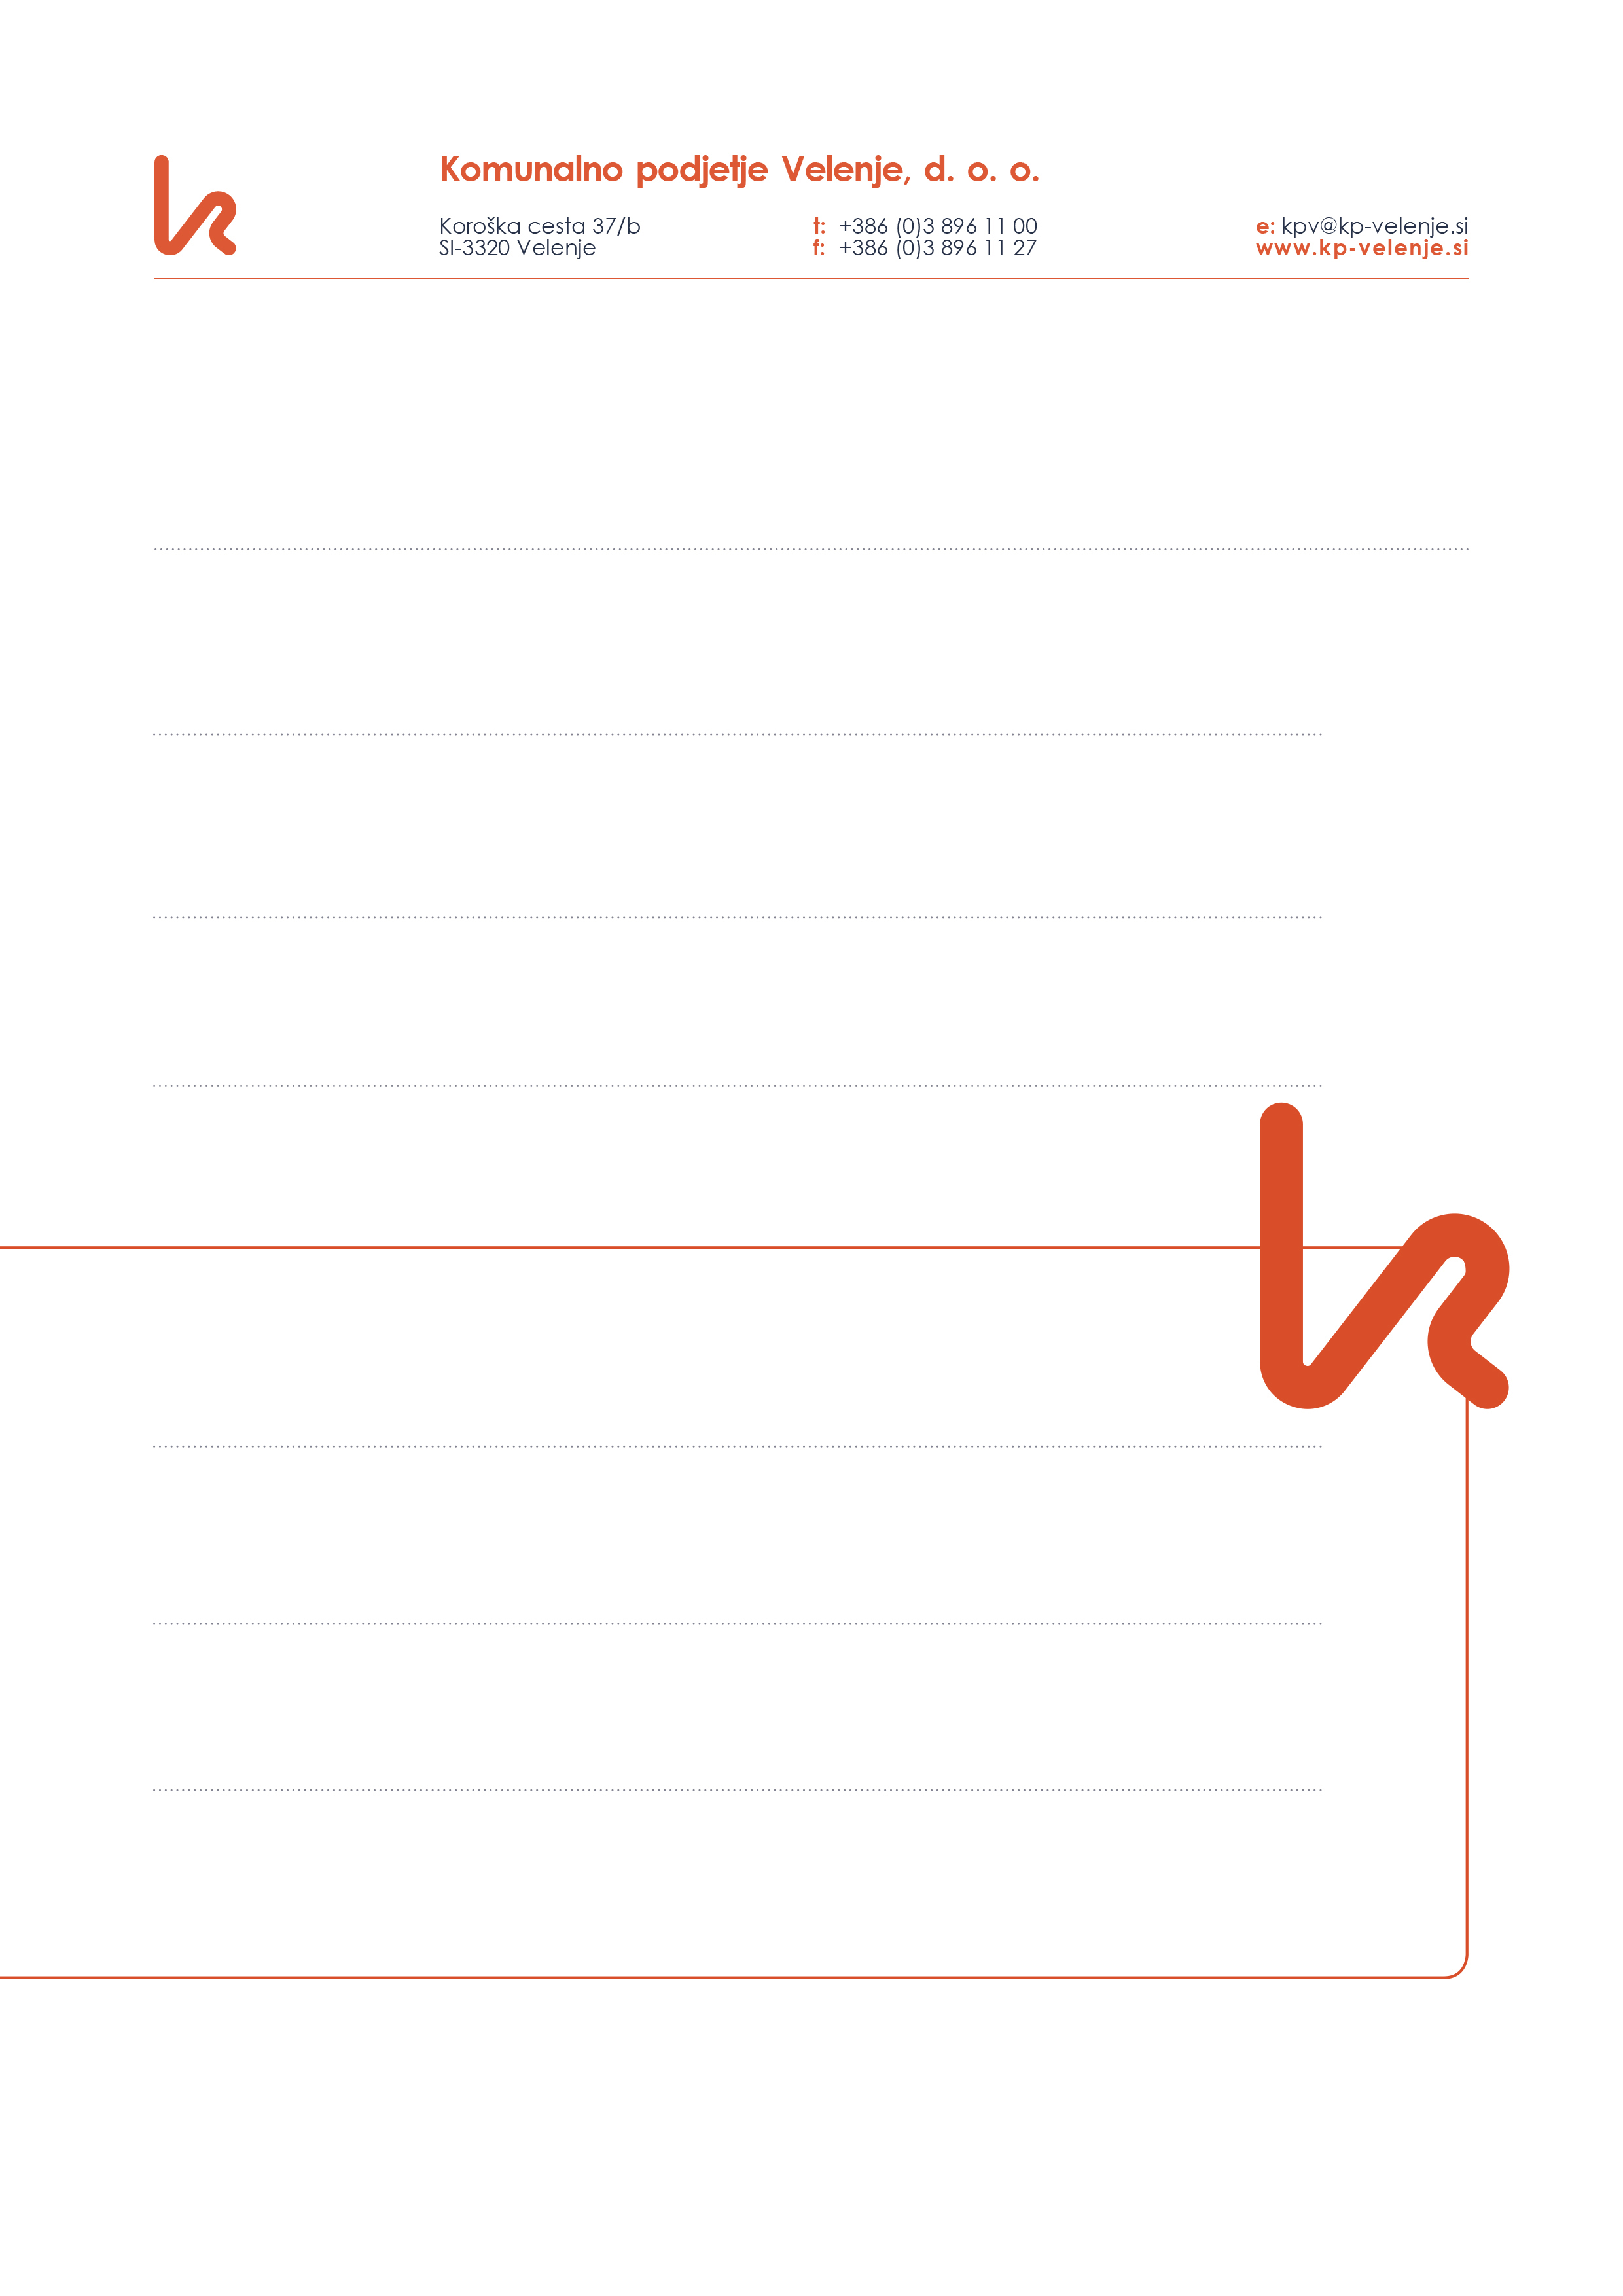 Komunalno podjetje Velenje, d. o. o.
Koroška cesta 37/b
SI-3320 Velenje
t: +386 (0)3 896 11 00
f: +386 (0)3 896 11 27
e: kpv@kp-velenje.si
www.kp-velenje.si